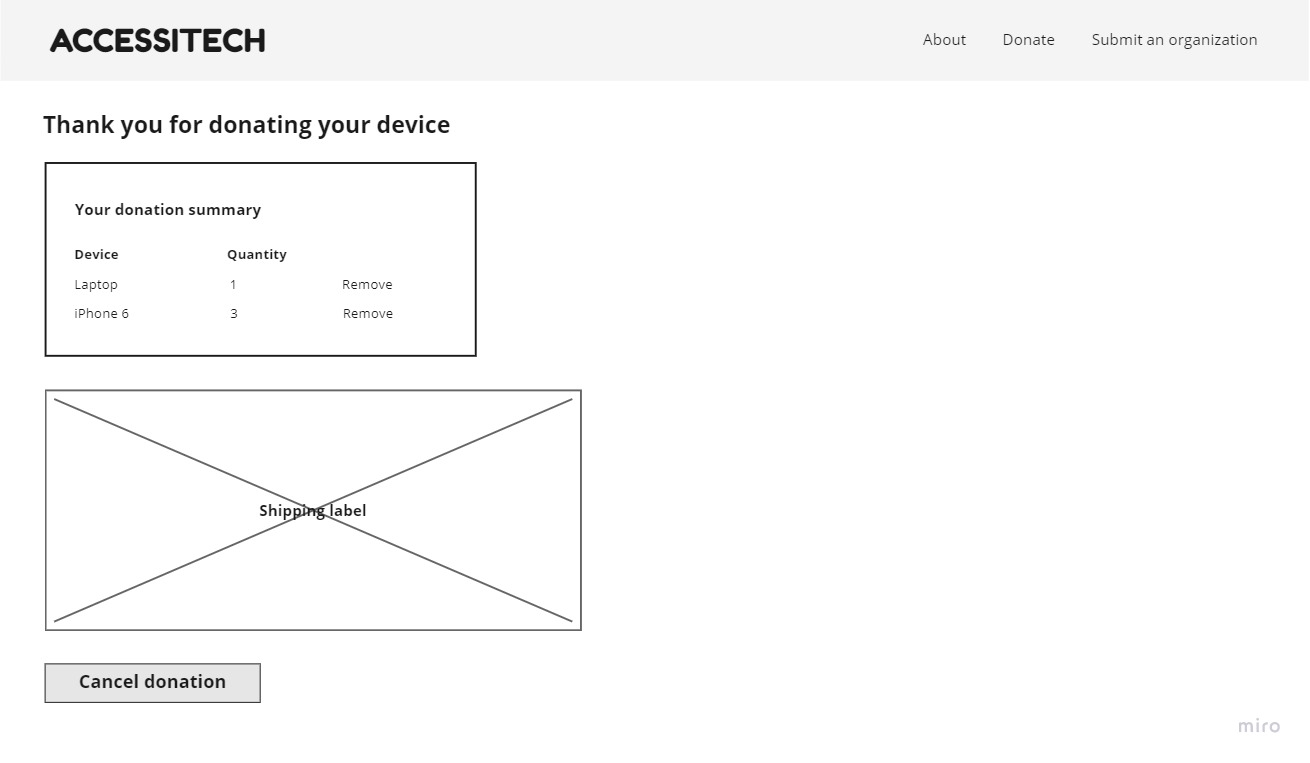 ACCESSITECH
About Donate Submit an organization
Thank you for donating your device
Your donation summary
Device Quantity
Laptop 1 Remove
iPhone 6 3 Remove
Shipping label
Cancel donation
miro